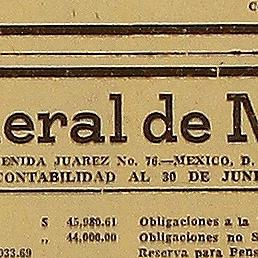 eral de M
ENIDA JUAREZ No. 76.—MEXICO, D.
CONTABILIDAD AL 30 DE JUN
$ 45,980.61 Obligaciones a la
,, 44,000.00 Obligaciones no S
033.69 Reserva para Pens